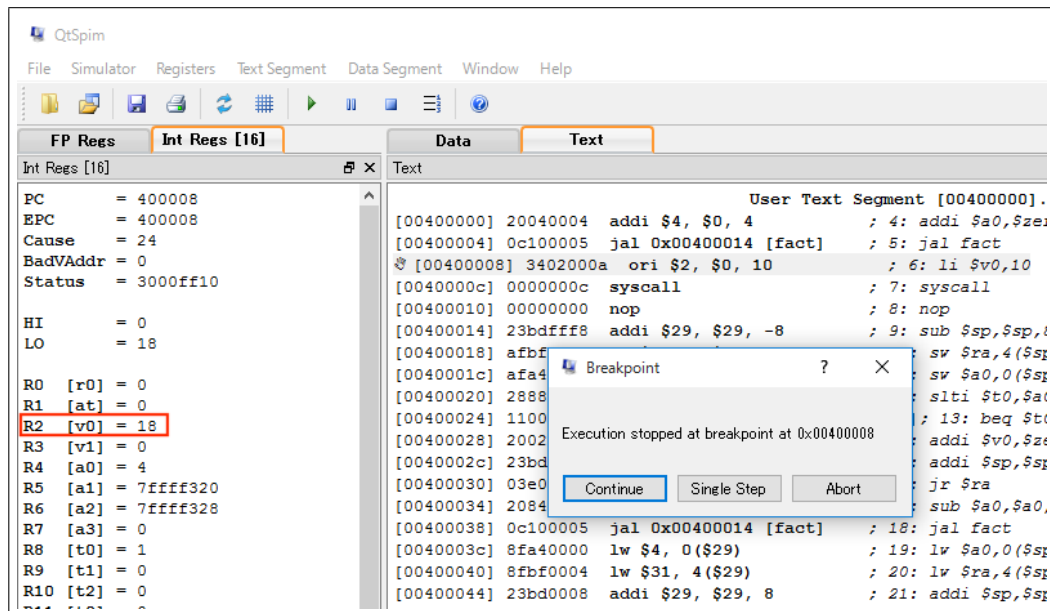 QtSpim
File Simulator Registers Text Segment Data Segment Window Help
FP Regs Int Regs [16] Data Text
Int Regs [16] Text
PC = 400008
EPC = 400008
Cause = 24
BadVAddr = 0
Status = 3000ff10
HI = 0
LO = 18
R0 [r0] = 0
R1 [at] = 0
R2 [v0] = 18
R3 [v1] = 0
R4 [a0] = 4
R5 [a1] = 7ffff320
R6 [a2] = 7ffff328
R7 [a3] = 0
R8 [t0] = 1
R9 [t1] = 0
R10 [t2] = 0
User Text Segment [00400000].
[00400000] 20040004 addi $4, $0, 4 ; 4: addi $a0,$zer
[00400004] 0c100005 jal 0x00400014 [fact] ; 5: jal fact
[00400008] 3402000a ori $2, $0, 10 ; 6: li $v0,10
[0040000c] 0000000c syscall ; 7: syscall
[00400010] 00000000 nop ; 8: nop
[00400014] 23bdfff8 addi $29, $29, -8 ; 9: sub $sp,$sp,8
[00400018] afbf : sw $ra,4($sp
[0040001c] afa4 : sw $a0,0($sp
[00400020] 2888 : slti $t0,$a0
[00400024] 1100 ; 13: beq $t0
[00400028] 2002 : addi $v0,$ze
[0040002c] 23bd : addi $sp,$sp
[00400030] 03e0 : jr $ra
[00400034] 2084 : sub $a0,$a0,
[00400038] 0c100005 jal 0x00400014 [fact] ; 18: jal fact
[0040003c] 8fa40000 lw $4, 0($29) ; 19: lw $a0,0($sp
[00400040] 8fbf0004 lw $31, 4($29) ; 20: lw $ra,4($sp
[00400044] 23bd0008 addi $29, $29, 8 ; 21: addi $sp,$sp
Breakpoint ?
Execution stopped at breakpoint at 0x00400008
Continue Single Step Abort